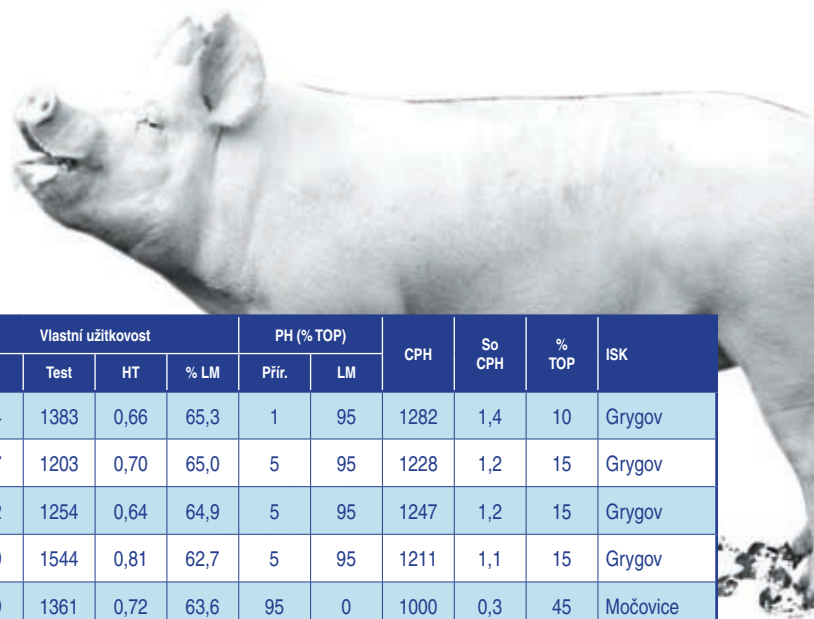 Vlastní užitkovost PH (% TOP) CPH So CPH % TOP ISK
Test HT % LM Přír. LM
1383 0,66 65,3 1 95 1282 1,4 10 Grygov
1203 0,70 65,0 5 95 1228 1,2 15 Grygov
1254 0,64 64,9 5 95 1247 1,2 15 Grygov
1544 0,81 62,7 5 95 1211 1,1 15 Grygov
1361 0,72 63,6 95 0 1000 0,3 45 Močovice